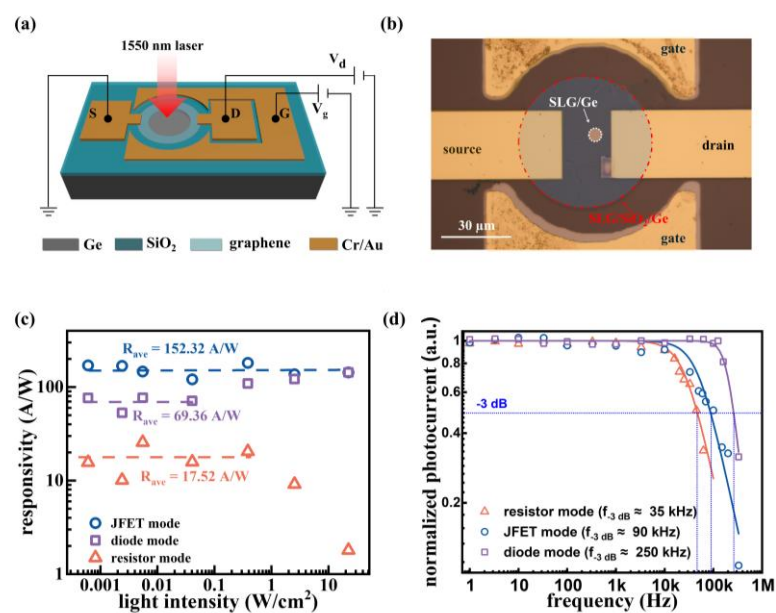 (a)
1550 nm laser
V_d
S
D
G
V_g
Ge
SiO₂
graphene
Cr/Au
(b)
gate
SLG/Ge
source
drain
30 μm
gate
(c)
responsivity (A/W)
100
10
1
R_ave = 152.32 A/W
R_ave = 69.36 A/W
R_ave = 17.52 A/W
JFET mode
diode mode
resistor mode
0.001
0.01
0.1
1
10
light intensity (W/cm²)
(d)
normalized photocurrent (a.u.)
1
0.8
0.6
0.4
0.2
-3 dB
resistor mode (f_-3 dB ≈ 35 kHz)
JFET mode (f_-3 dB ≈ 90 kHz)
diode mode (f_-3 dB ≈ 250 kHz)
1
10
100
1k
10k
100k
1M
frequency (Hz)